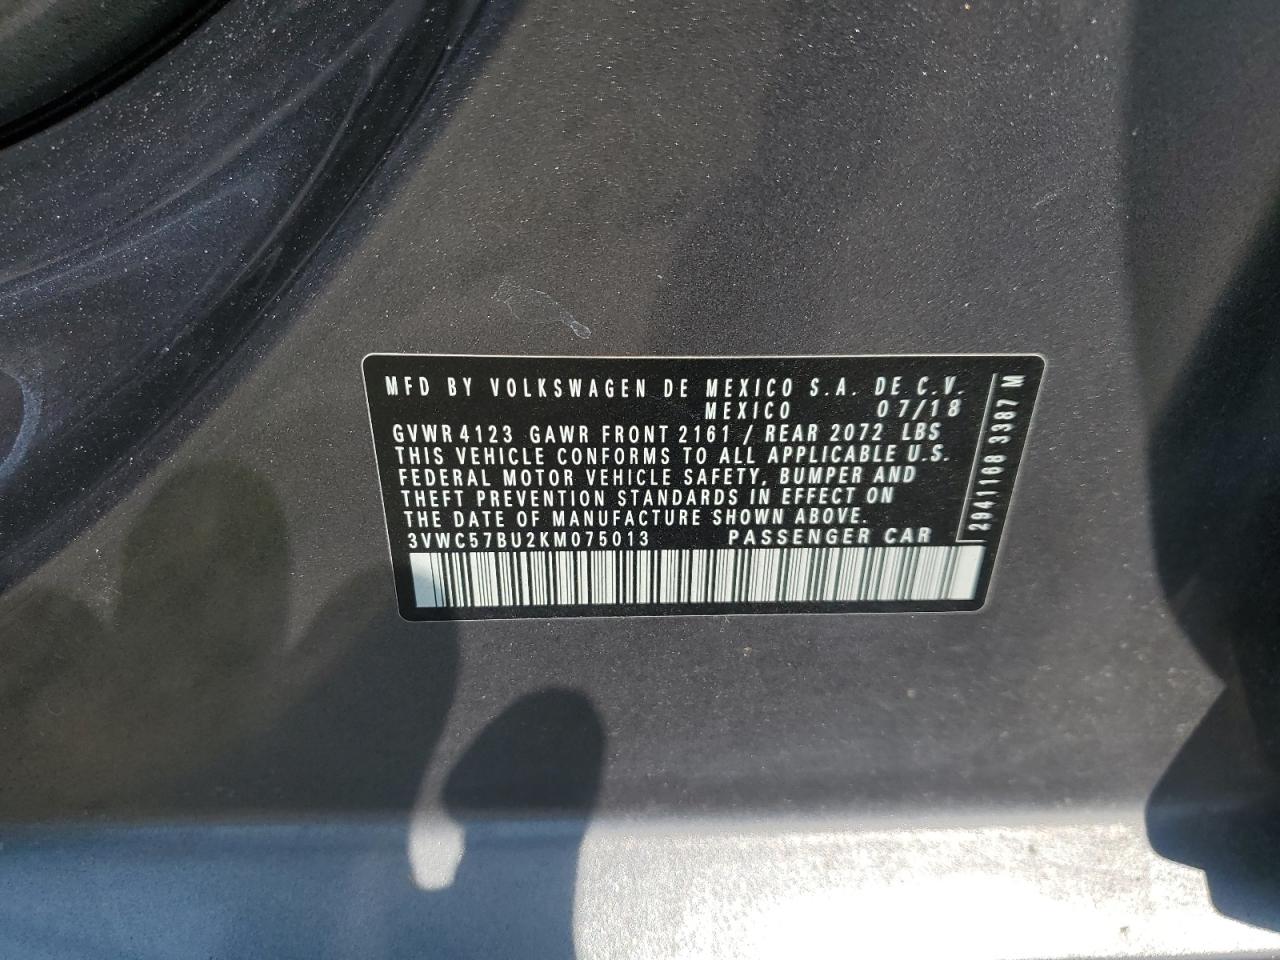 MFD BY VOLKSWAGEN DE MEXICO S.A. DE C.V.
MEXICO 07/18
GVWR 4123 GAWR FRONT 2161 / REAR 2072 LBS
THIS VEHICLE CONFORMS TO ALL APPLICABLE U.S.
FEDERAL MOTOR VEHICLE SAFETY, BUMPER AND
THEFT PREVENTION STANDARDS IN EFFECT ON
THE DATE OF MANUFACTURE SHOWN ABOVE.
3VWC57BU2KM075013 PASSENGER CAR
2941168 3387 M